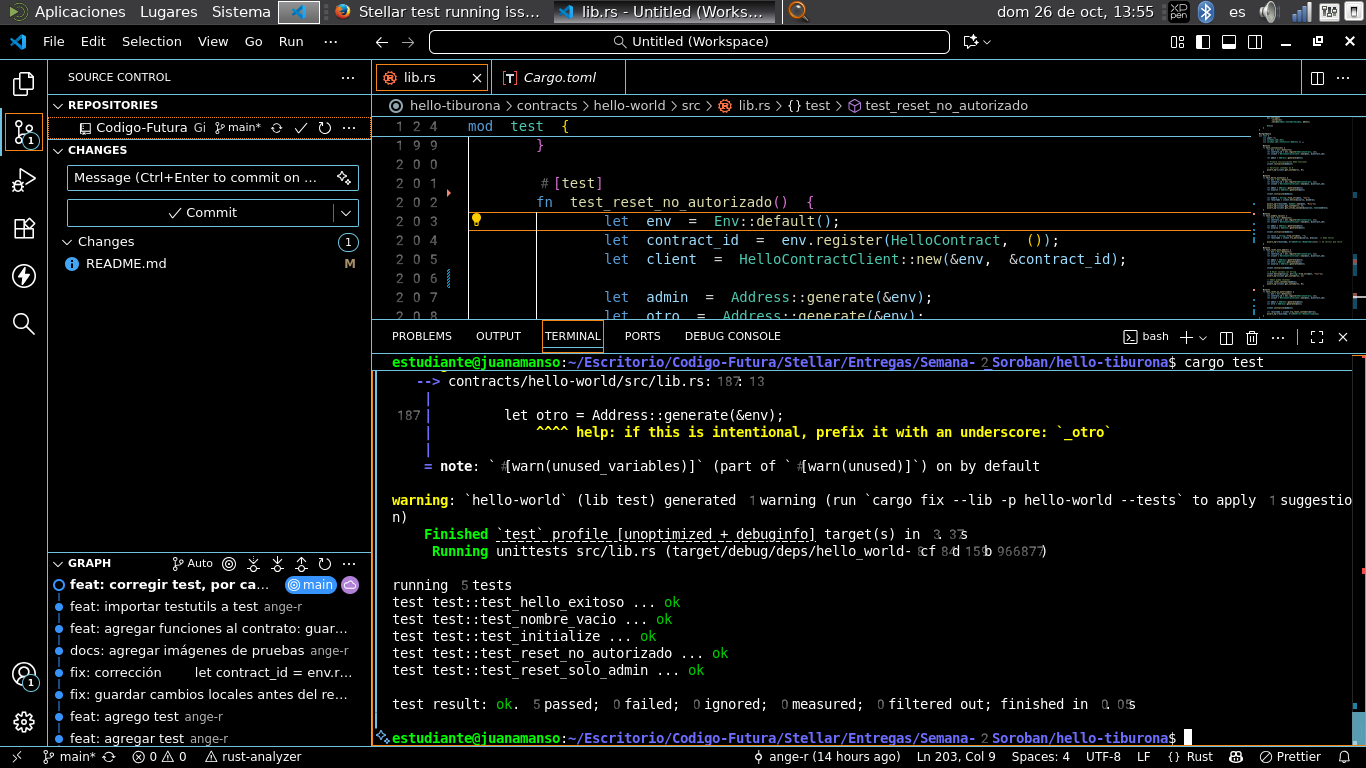 Aplicaciones Lugares Sistema Stellar test running iss... lib.rs - Untitled (Works... dom 26 de oct, 13:55 XP PEN es
File Edit Selection View Go Run ··· Untitled (Workspace)
SOURCE CONTROL ···
REPOSITORIES
Codigo-Futura Gi main* ···
CHANGES
Message (Ctrl+Enter to commit on ...
Commit
Changes 1
README.md M
GRAPH Auto ···
feat: corregir test, por ca... main
feat: importar testutils a test ange-r
feat: agregar funciones al contrato: guar...
docs: agregar imágenes de pruebas ange-r
fix: corrección let contract_id = env.r...
fix: guardar cambios locales antes del re...
feat: agrego test ange-r
feat: agregar test ange-r
1
1
lib.rs Cargo.toml ···
hello-tiburona > contracts > hello-world > src > lib.rs > {} test > test_reset_no_autorizado
124 mod test {
199 }
200
201 #[test]
202 fn test_reset_no_autorizado() {
203 let env = Env::default();
204 let contract_id = env.register(HelloContract, ());
205 let client = HelloContractClient::new(&env, &contract_id);
206
207 let admin = Address::generate(&env);
208 let otro = Address::generate(&env);
PROBLEMS OUTPUT TERMINAL PORTS DEBUG CONSOLE bash ···
estudiante@juanamanso:~/Escritorio/Codigo-Futura/Stellar/Entregas/Semana-2_Soroban/hello-tiburona$ cargo test
--> contracts/hello-world/src/lib.rs:187:13
|
187 | let otro = Address::generate(&env);
| ^^^^ help: if this is intentional, prefix it with an underscore: `_otro`
|
= note: `#[warn(unused_variables)]` (part of `#[warn(unused)]`) on by default
warning: `hello-world` (lib test) generated 1 warning (run `cargo fix --lib -p hello-world --tests` to apply 1 suggestio
n)
Finished `test` profile [unoptimized + debuginfo] target(s) in 3.37s
Running unittests src/lib.rs (target/debug/deps/hello_world-8cf84d159b966877)
running 5 tests
test test::test_hello_exitoso ... ok
test test::test_nombre_vacio ... ok
test test::test_initialize ... ok
test test::test_reset_no_autorizado ... ok
test test::test_reset_solo_admin ... ok
test result: ok. 5 passed; 0 failed; 0 ignored; 0 measured; 0 filtered out; finished in 0.05s
estudiante@juanamanso:~/Escritorio/Codigo-Futura/Stellar/Entregas/Semana-2_Soroban/hello-tiburona$
main* 0 0 rust-analyzer ange-r (14 hours ago) Ln 203, Col 9 Spaces: 4 UTF-8 LF {} Rust Prettier